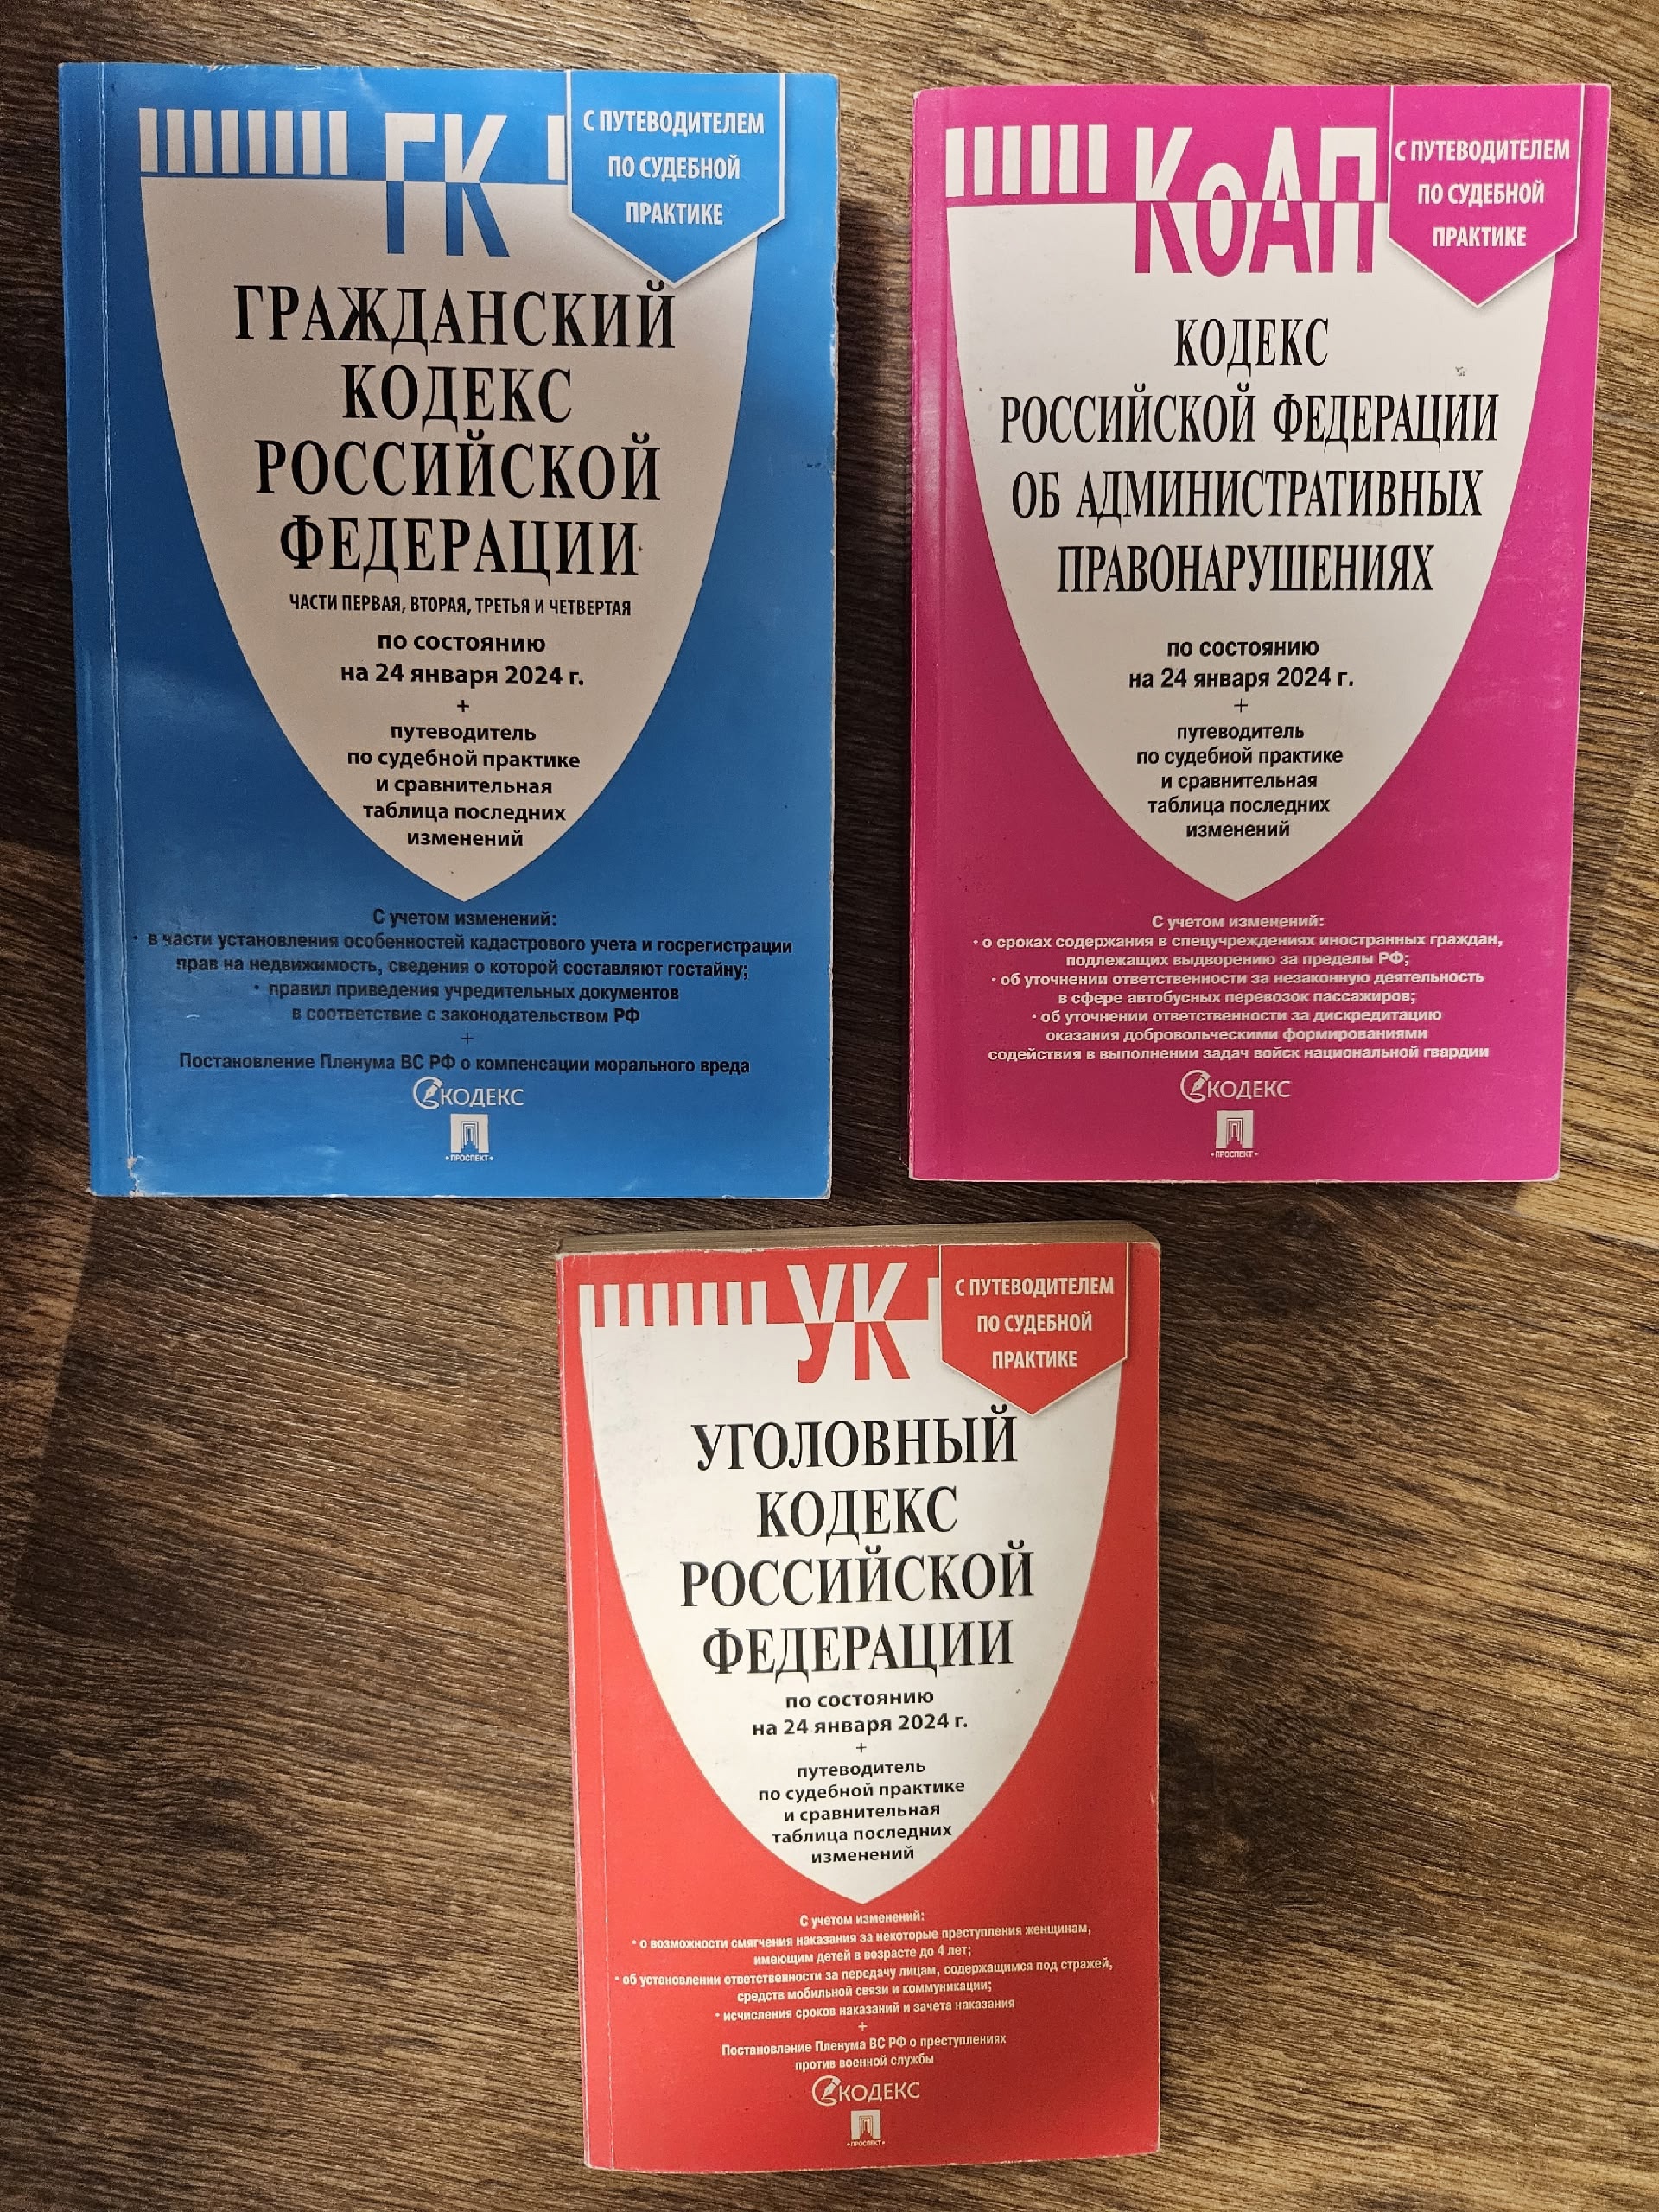 ГК
С ПУТЕВОДИТЕЛЕМ
ПО СУДЕБНОЙ
ПРАКТИКЕ
ГРАЖДАНСКИЙ
КОДЕКС
РОССИЙСКОЙ
ФЕДЕРАЦИИ
ЧАСТИ ПЕРВАЯ, ВТОРАЯ, ТРЕТЬЯ И ЧЕТВЕРТАЯ
по состоянию
на 24 января 2024 г.
+
путеводитель
по судебной практике
и сравнительная
таблица последних
изменений
С учетом изменений:
• в части установления особенностей кадастрового учета и госрегистрации
прав на недвижимость, сведения о которой составляют гостайну;
• правил приведения учредительных документов
в соответствие с законодательством РФ
+
Постановление Пленума ВС РФ о компенсации морального вреда
КОДЕКС
• ПРОСПЕКТ •
КоАП
С ПУТЕВОДИТЕЛЕМ
ПО СУДЕБНОЙ
ПРАКТИКЕ
КОДЕКС
РОССИЙСКОЙ ФЕДЕРАЦИИ
ОБ АДМИНИСТРАТИВНЫХ
ПРАВОНАРУШЕНИЯХ
по состоянию
на 24 января 2024 г.
+
путеводитель
по судебной практике
и сравнительная
таблица последних
изменений
С учетом изменений:
• о сроках содержания в спецучреждениях иностранных граждан,
подлежащих выдворению за пределы РФ;
• об уточнении ответственности за незаконную деятельность
в сфере автобусных перевозок пассажиров;
• об уточнении ответственности за дискредитацию
оказания добровольческими формированиями
содействия в выполнении задач войск национальной гвардии
КОДЕКС
• ПРОСПЕКТ •
УК
С ПУТЕВОДИТЕЛЕМ
ПО СУДЕБНОЙ
ПРАКТИКЕ
УГОЛОВНЫЙ
КОДЕКС
РОССИЙСКОЙ
ФЕДЕРАЦИИ
по состоянию
на 24 января 2024 г.
+
путеводитель
по судебной практике
и сравнительная
таблица последних
изменений
С учетом изменений:
• о возможности смягчения наказания за некоторые преступления женщинам,
имеющим детей в возрасте до 4 лет;
• об установлении ответственности за передачу лицам, содержащимся под стражей,
средств мобильной связи и коммуникации;
• исчисления сроков наказаний и зачета наказания
+
Постановление Пленума ВС РФ о преступлениях
против военной службы
КОДЕКС
• ПРОСПЕКТ •